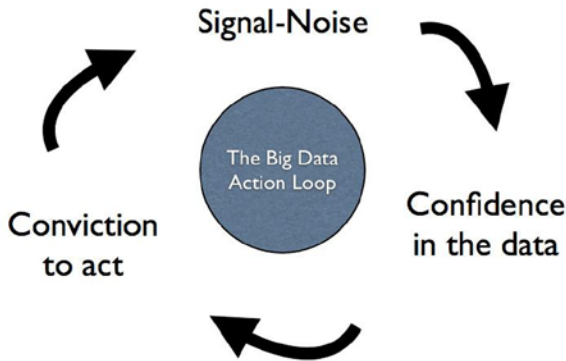 Signal-Noise
The Big Data
Action Loop
Confidence
in the data
Conviction
to act